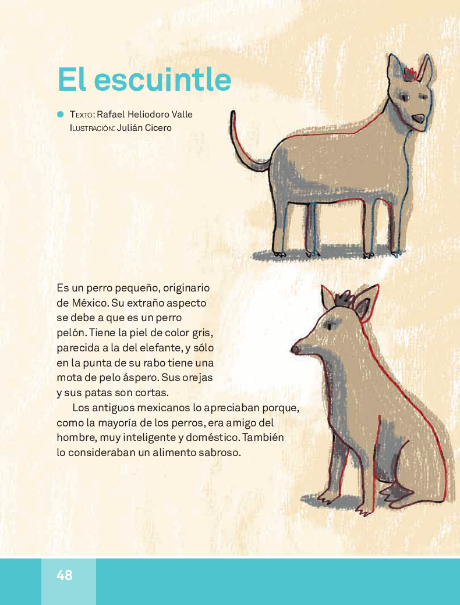 El escuintle
Texto: Rafael Heliodoro Valle
Ilustración: Julián Cicero
Es un perro pequeño, originario
de México. Su extraño aspecto
se debe a que es un perro
pelón. Tiene la piel de color gris,
parecida a la del elefante, y sólo
en la punta de su rabo tiene una
mota de pelo áspero. Sus orejas
y sus patas son cortas.
Los antiguos mexicanos lo apreciaban porque,
como la mayoría de los perros, era amigo del
hombre, muy inteligente y doméstico. También
lo consideraban un alimento sabroso.
48